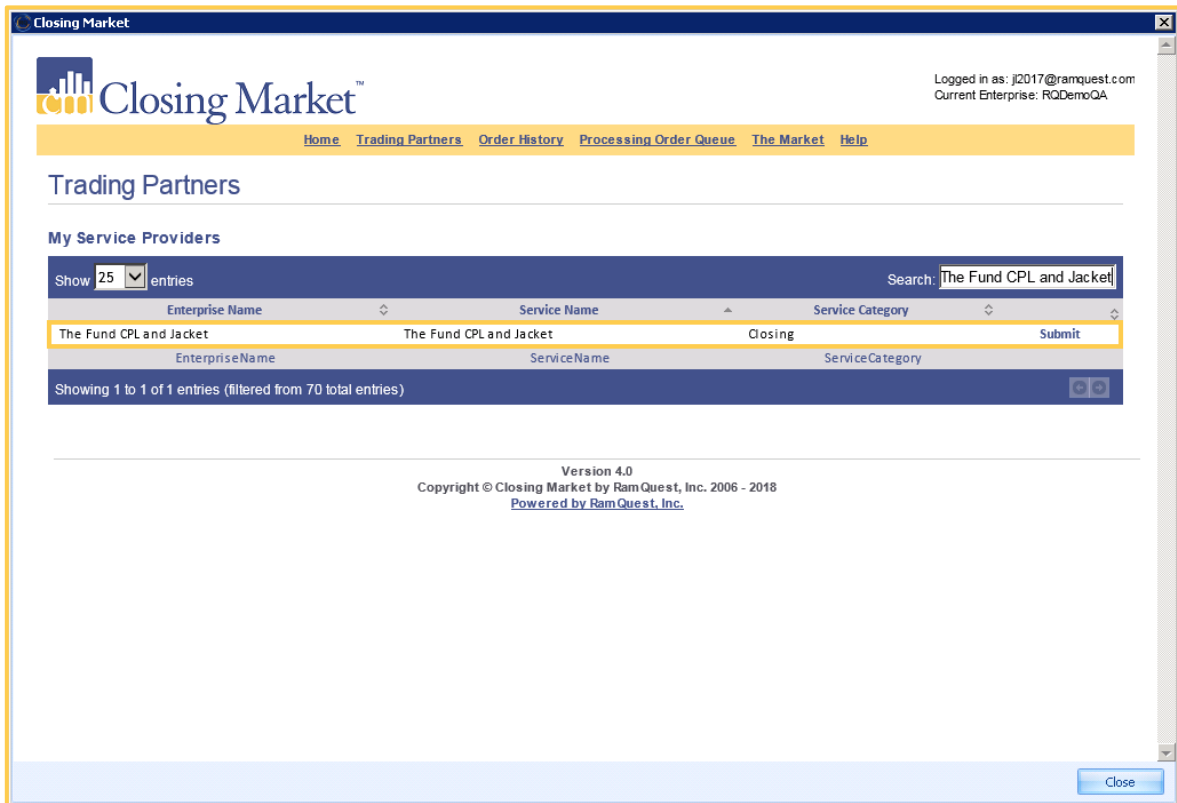 Closing Market
cm Closing Market™
Logged in as: jl2017@ramquest.com
Current Enterprise: RQDemoQA
Home Trading Partners Order History Processing Order Queue The Market Help
Trading Partners
My Service Providers
Show 25 entries Search: The Fund CPL and Jacket
Enterprise Name Service Name Service Category
The Fund CPL and Jacket The Fund CPL and Jacket Closing Submit
EnterpriseName ServiceName ServiceCategory
Showing 1 to 1 of 1 entries (filtered from 70 total entries)
Version 4.0
Copyright © Closing Market by RamQuest, Inc. 2006 - 2018
Powered by RamQuest, Inc.
Close